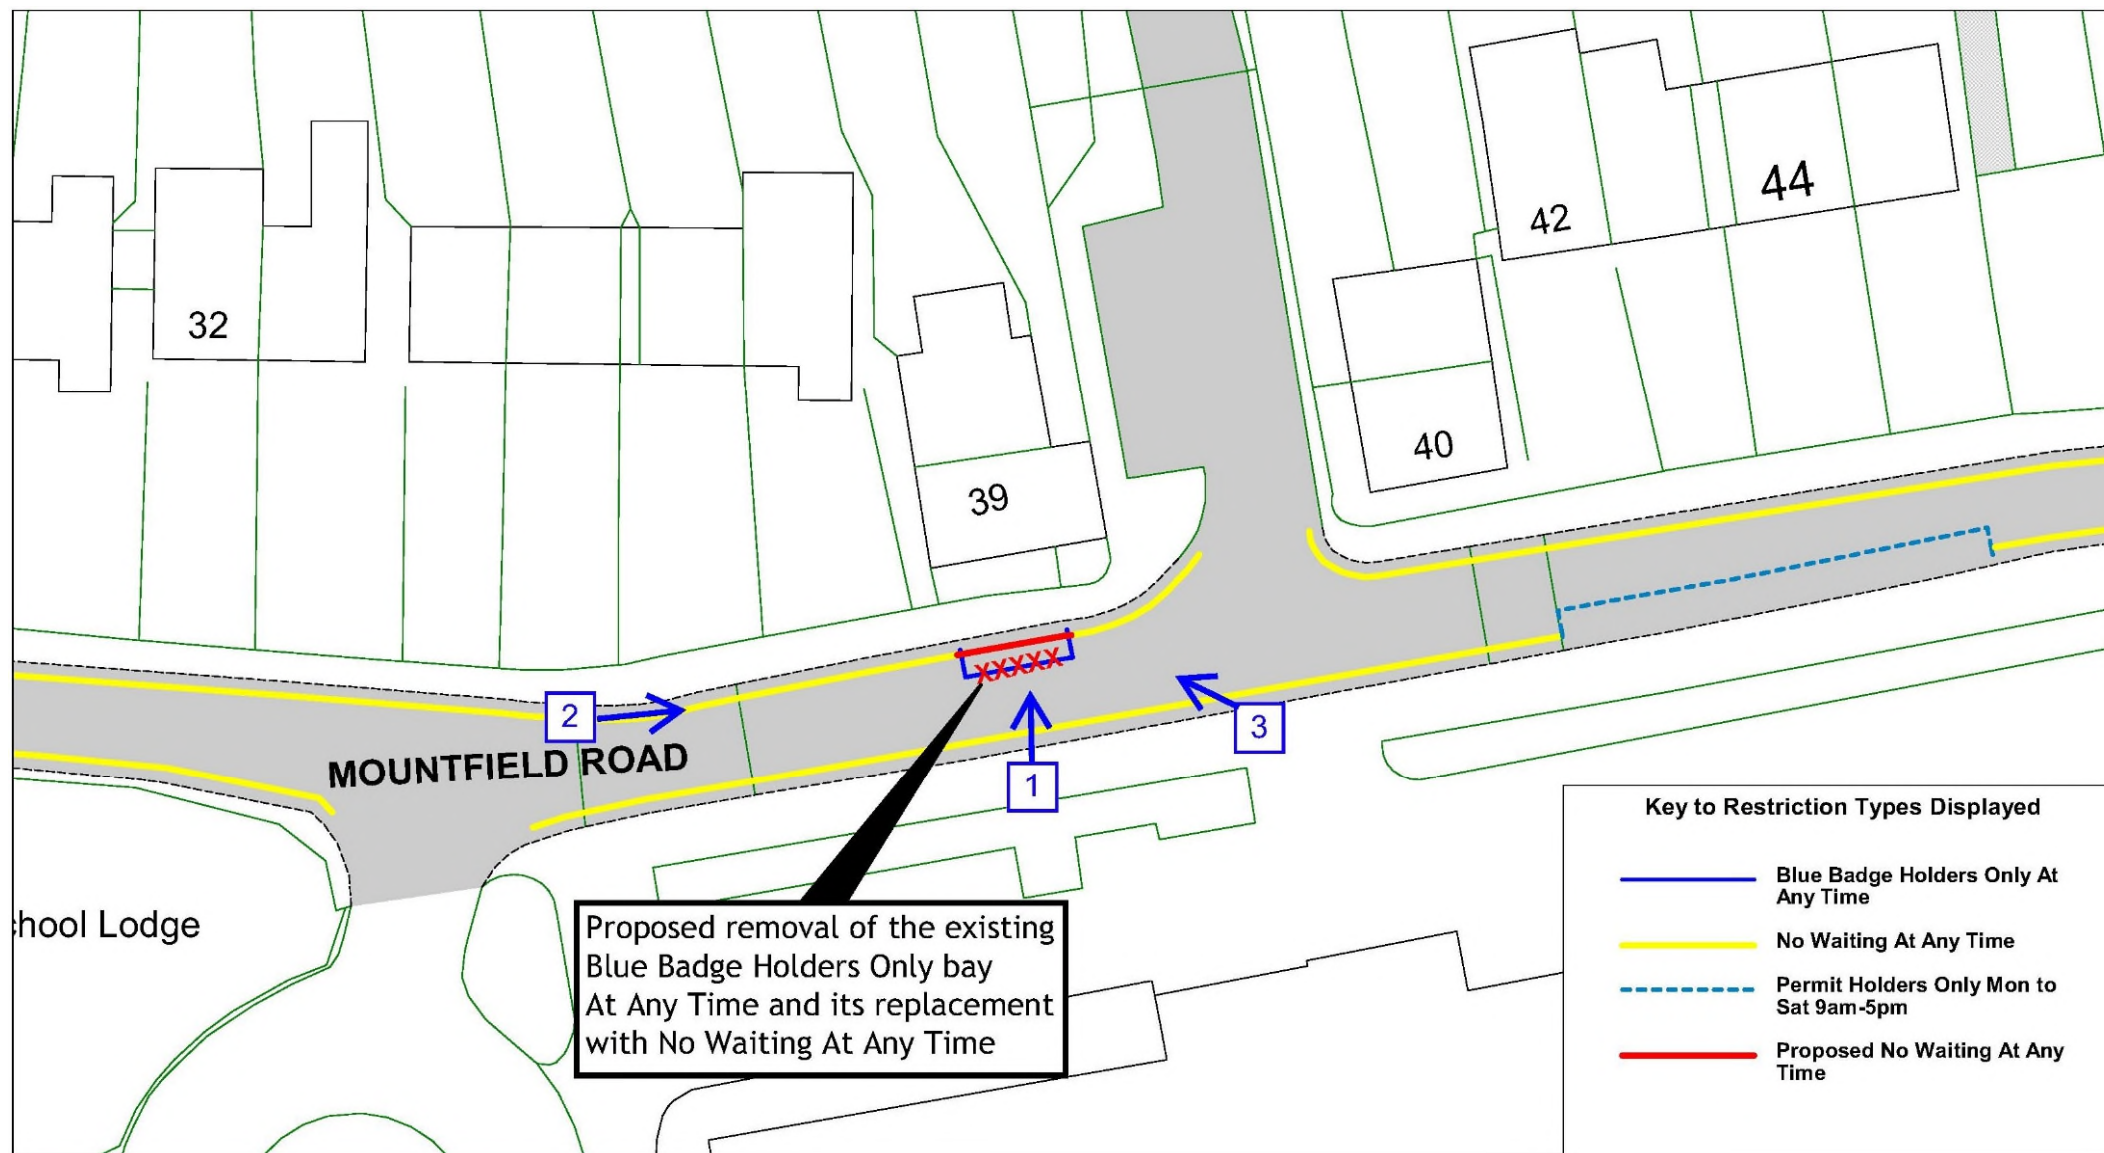 44
42
32
40
39
XXXXX
2
3
MOUNTFIELD ROAD
1
Key to Restriction Types Displayed
Blue Badge Holders Only At
Any Time
No Waiting At Any Time
Permit Holders Only Mon to
Sat 9am-5pm
Proposed No Waiting At Any
Time
hool Lodge
Proposed removal of the existing
Blue Badge Holders Only bay
At Any Time and its replacement
with No Waiting At Any Time